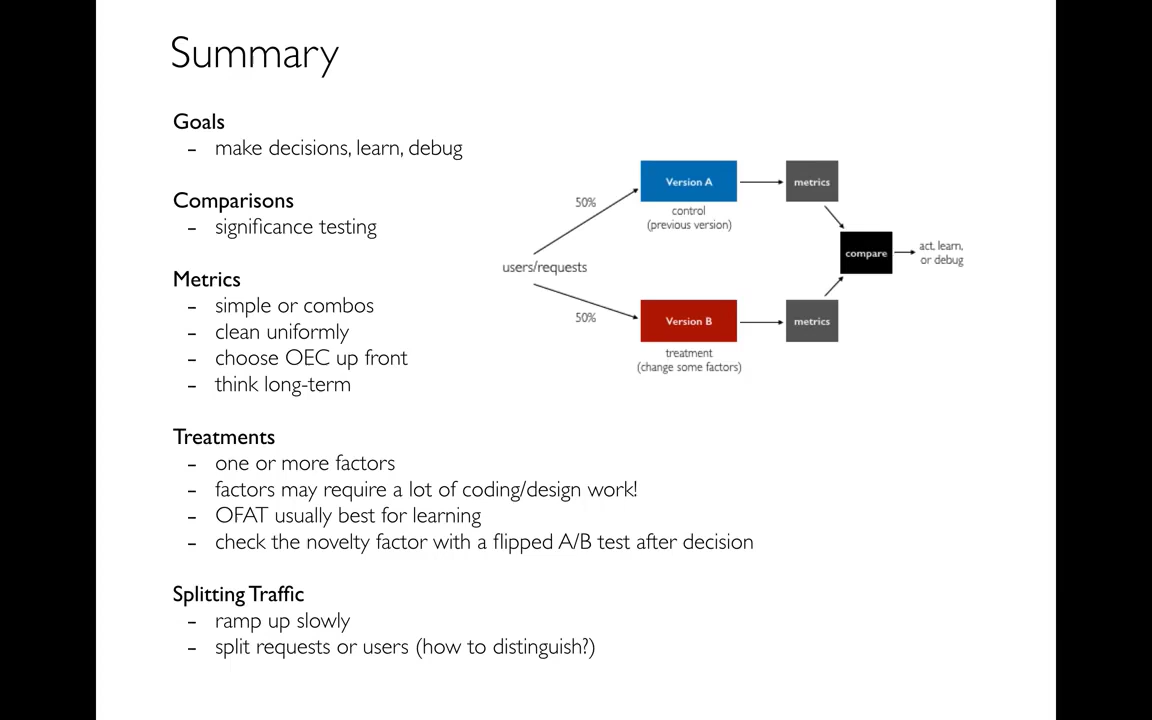 Summary
Goals
- make decisions, learn, debug
Comparisons
- significance testing
Metrics
- simple or combos
- clean uniformly
- choose OEC up front
- think long-term
Treatments
- one or more factors
- factors may require a lot of coding/design work!
- OFAT usually best for learning
- check the novelty factor with a flipped A/B test after decision
Splitting Traffic
- ramp up slowly
- split requests or users (how to distinguish?)
users/requests
50%
Version A
control
(previous version)
metrics
50%
Version B
treatment
(change some factors)
metrics
compare
act, learn,
or debug